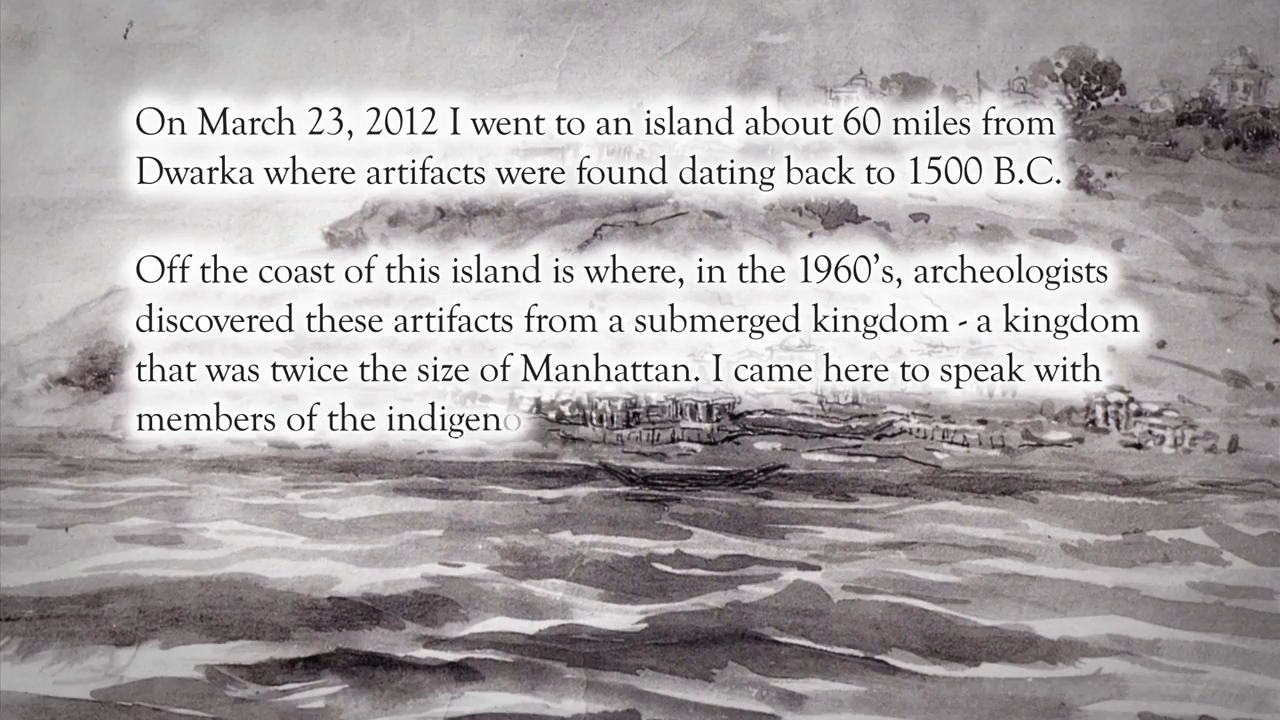 On March 23, 2012 I went to an island about 60 miles from
Dwarka where artifacts were found dating back to 1500 B.C.
Off the coast of this island is where, in the 1960's, archeologists
discovered these artifacts from a submerged kingdom - a kingdom
that was twice the size of Manhattan. I came here to speak with
members of the indigeno